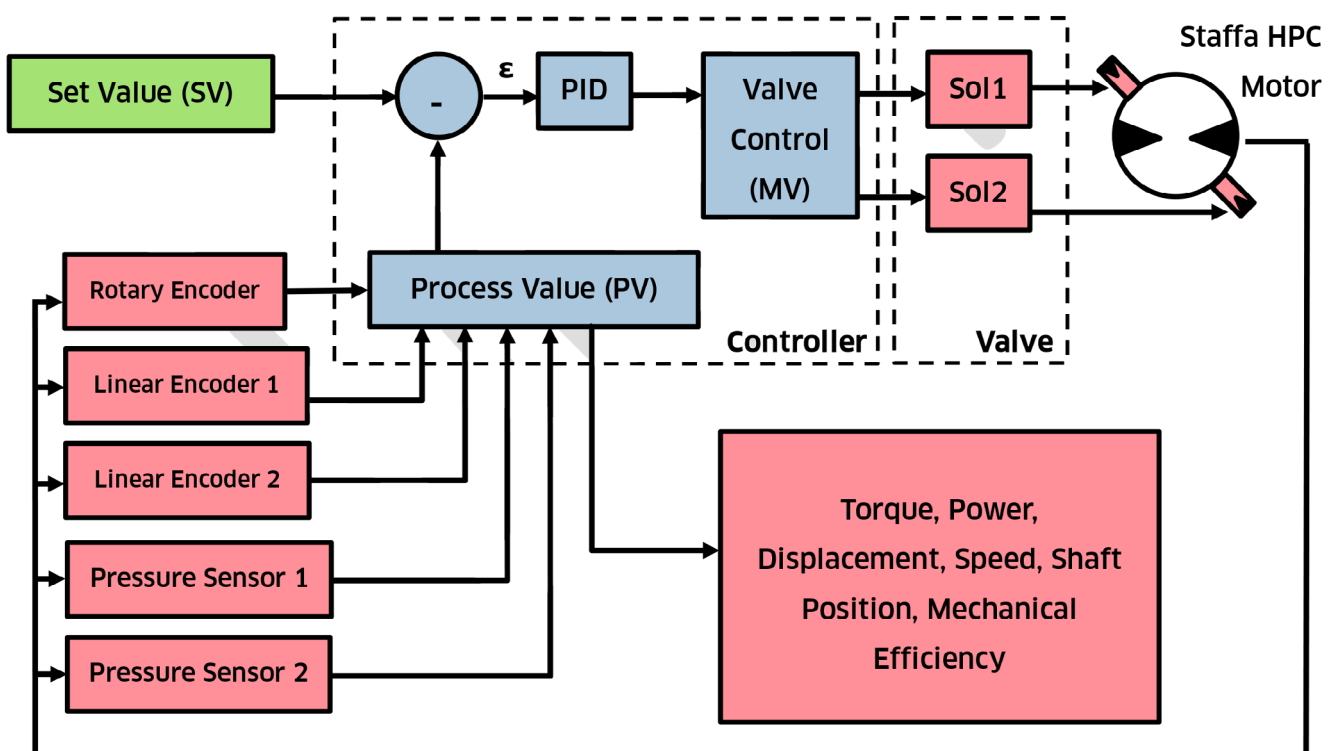 Staffa HPC
Motor
Set Value (SV)
-
ε
PID
Valve
Control
(MV)
Sol1
Sol2
Rotary Encoder
Process Value (PV)
Controller
Valve
Linear Encoder 1
Linear Encoder 2
Pressure Sensor 1
Pressure Sensor 2
Torque, Power,
Displacement, Speed, Shaft
Position, Mechanical
Efficiency